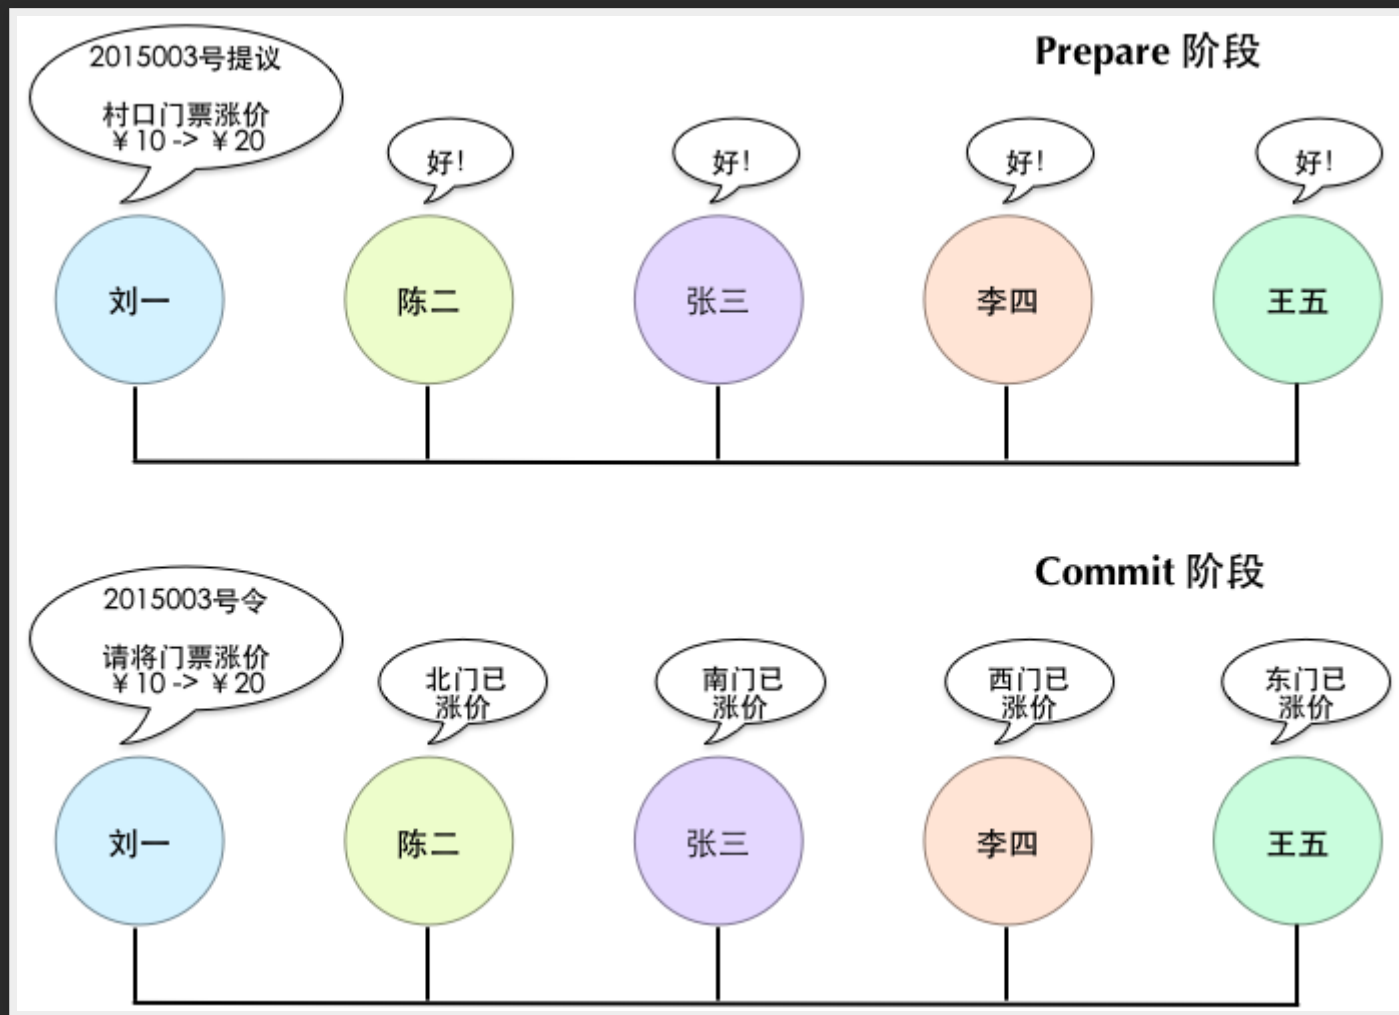 Prepare 阶段
2015003号提议
村口门票涨价
￥10 -> ￥20
好！
好！
好！
好！
刘一
陈二
张三
李四
王五
Commit 阶段
2015003号令
请将门票涨价
￥10 -> ￥20
北门已
涨价
南门已
涨价
西门已
涨价
东门已
涨价
刘一
陈二
张三
李四
王五